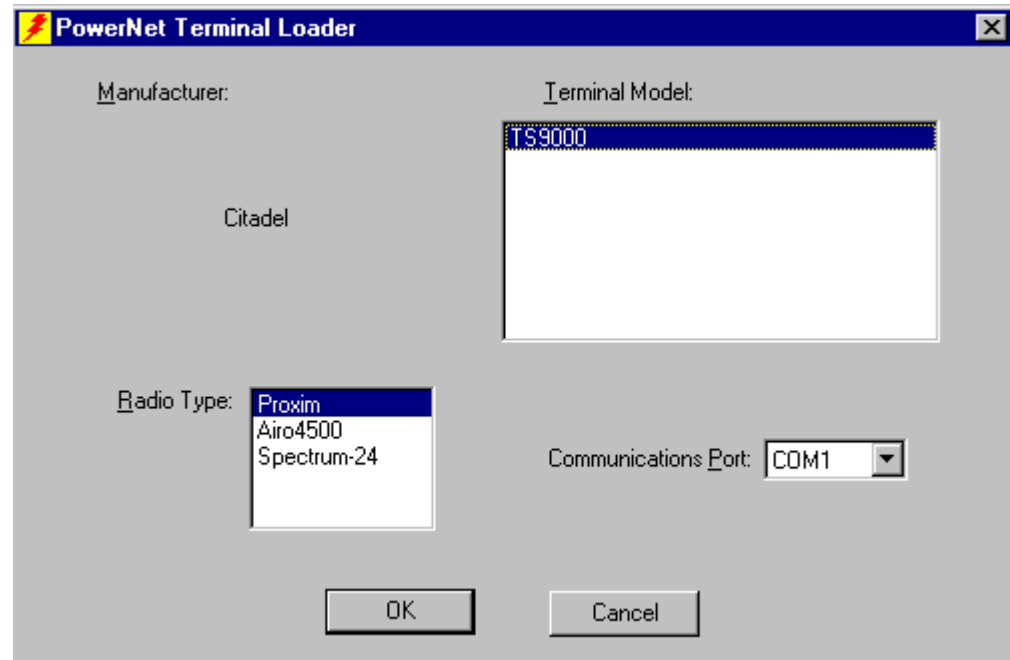 PowerNet Terminal Loader
Manufacturer:
Terminal Model:
TS9000
Citadel
Radio Type:
Proxim
Airo4500
Spectrum-24
Communications Port:
COM1
OK
Cancel